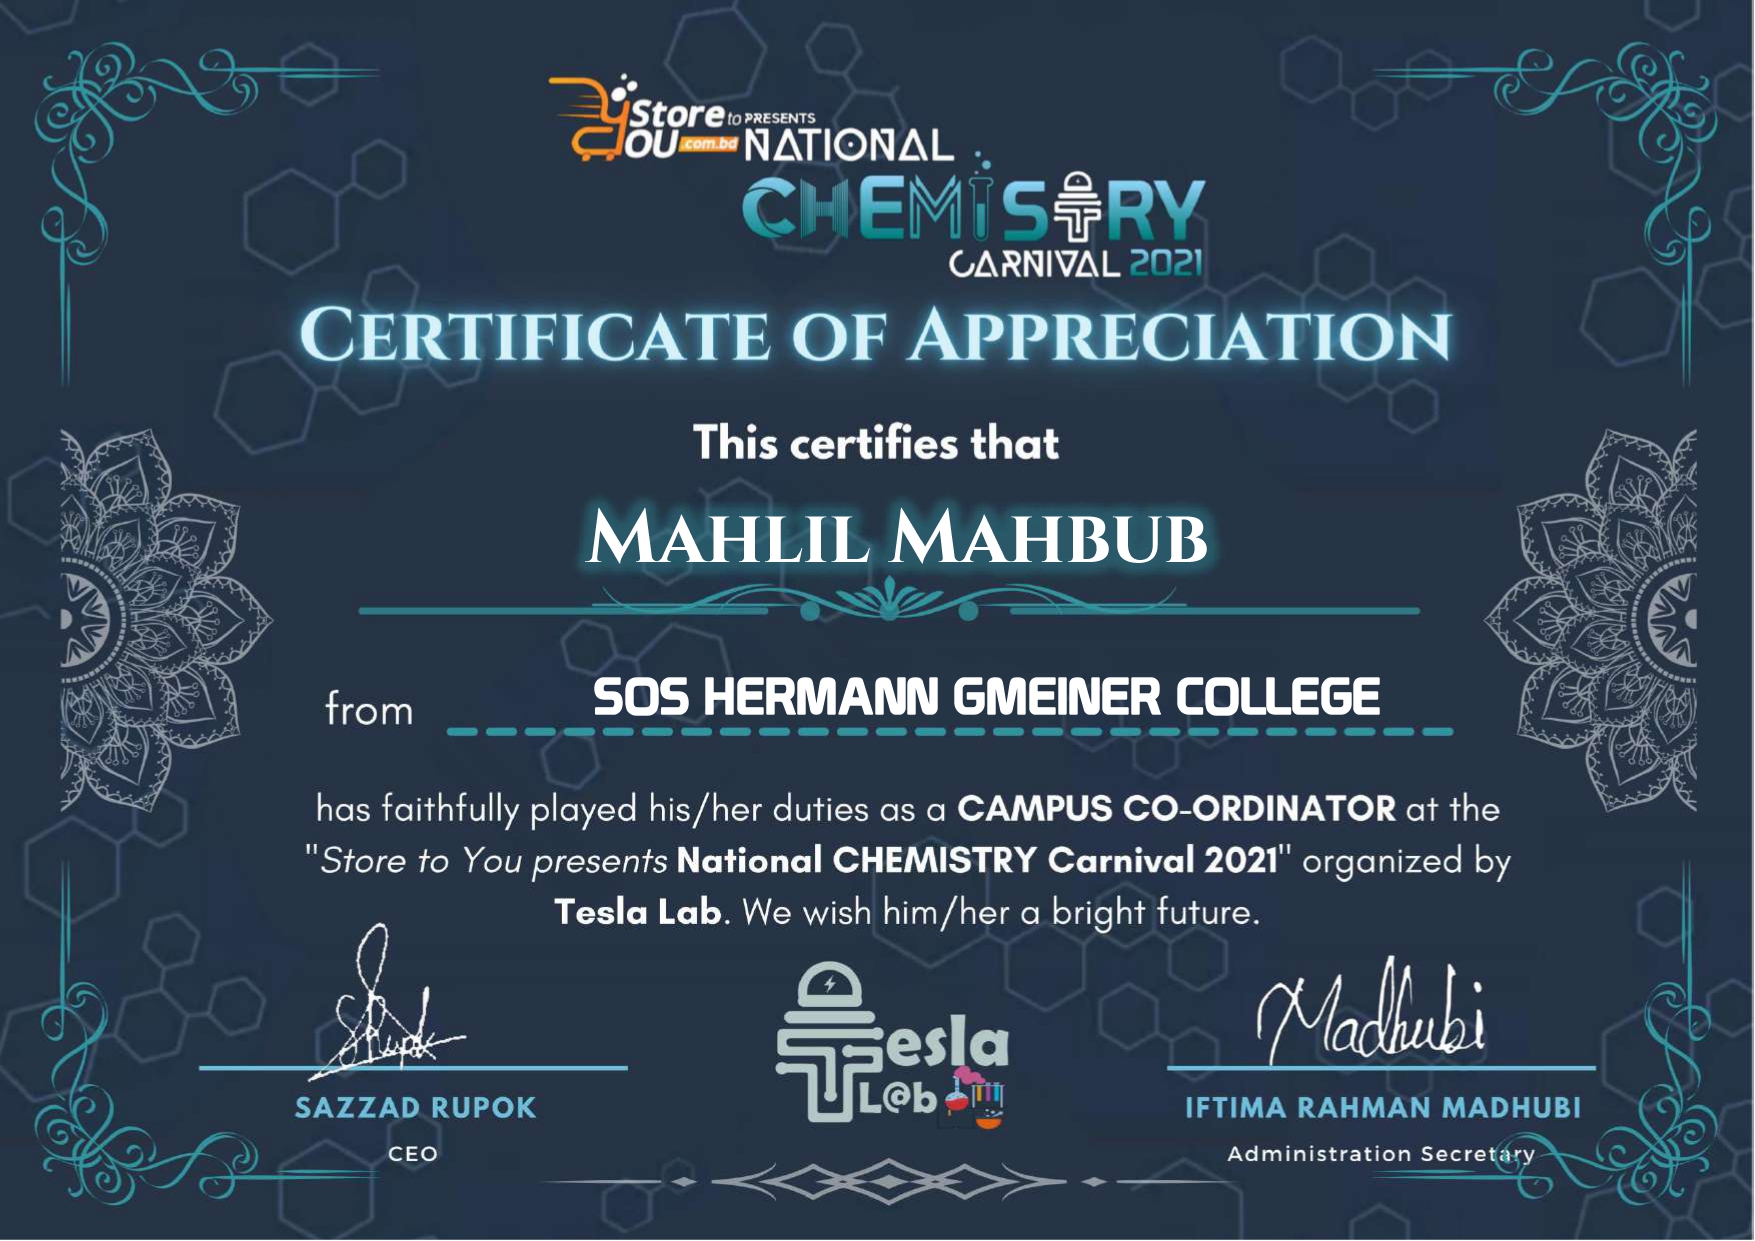 Store to PRESENTS
YOU .com.bd NATIONAL
CHEMISTRY
CARNIVAL 2021
CERTIFICATE OF APPRECIATION
This certifies that
MAHLIL MAHBUB
from SOS HERMANN GMEINER COLLEGE
has faithfully played his/her duties as a CAMPUS CO-ORDINATOR at the
"Store to You presents National CHEMISTRY Carnival 2021" organized by
Tesla Lab. We wish him/her a bright future.
SRupok
Madhubi
Tesla
L@b
SAZZAD RUPOK
IFTIMA RAHMAN MADHUBI
CEO
Administration Secretary